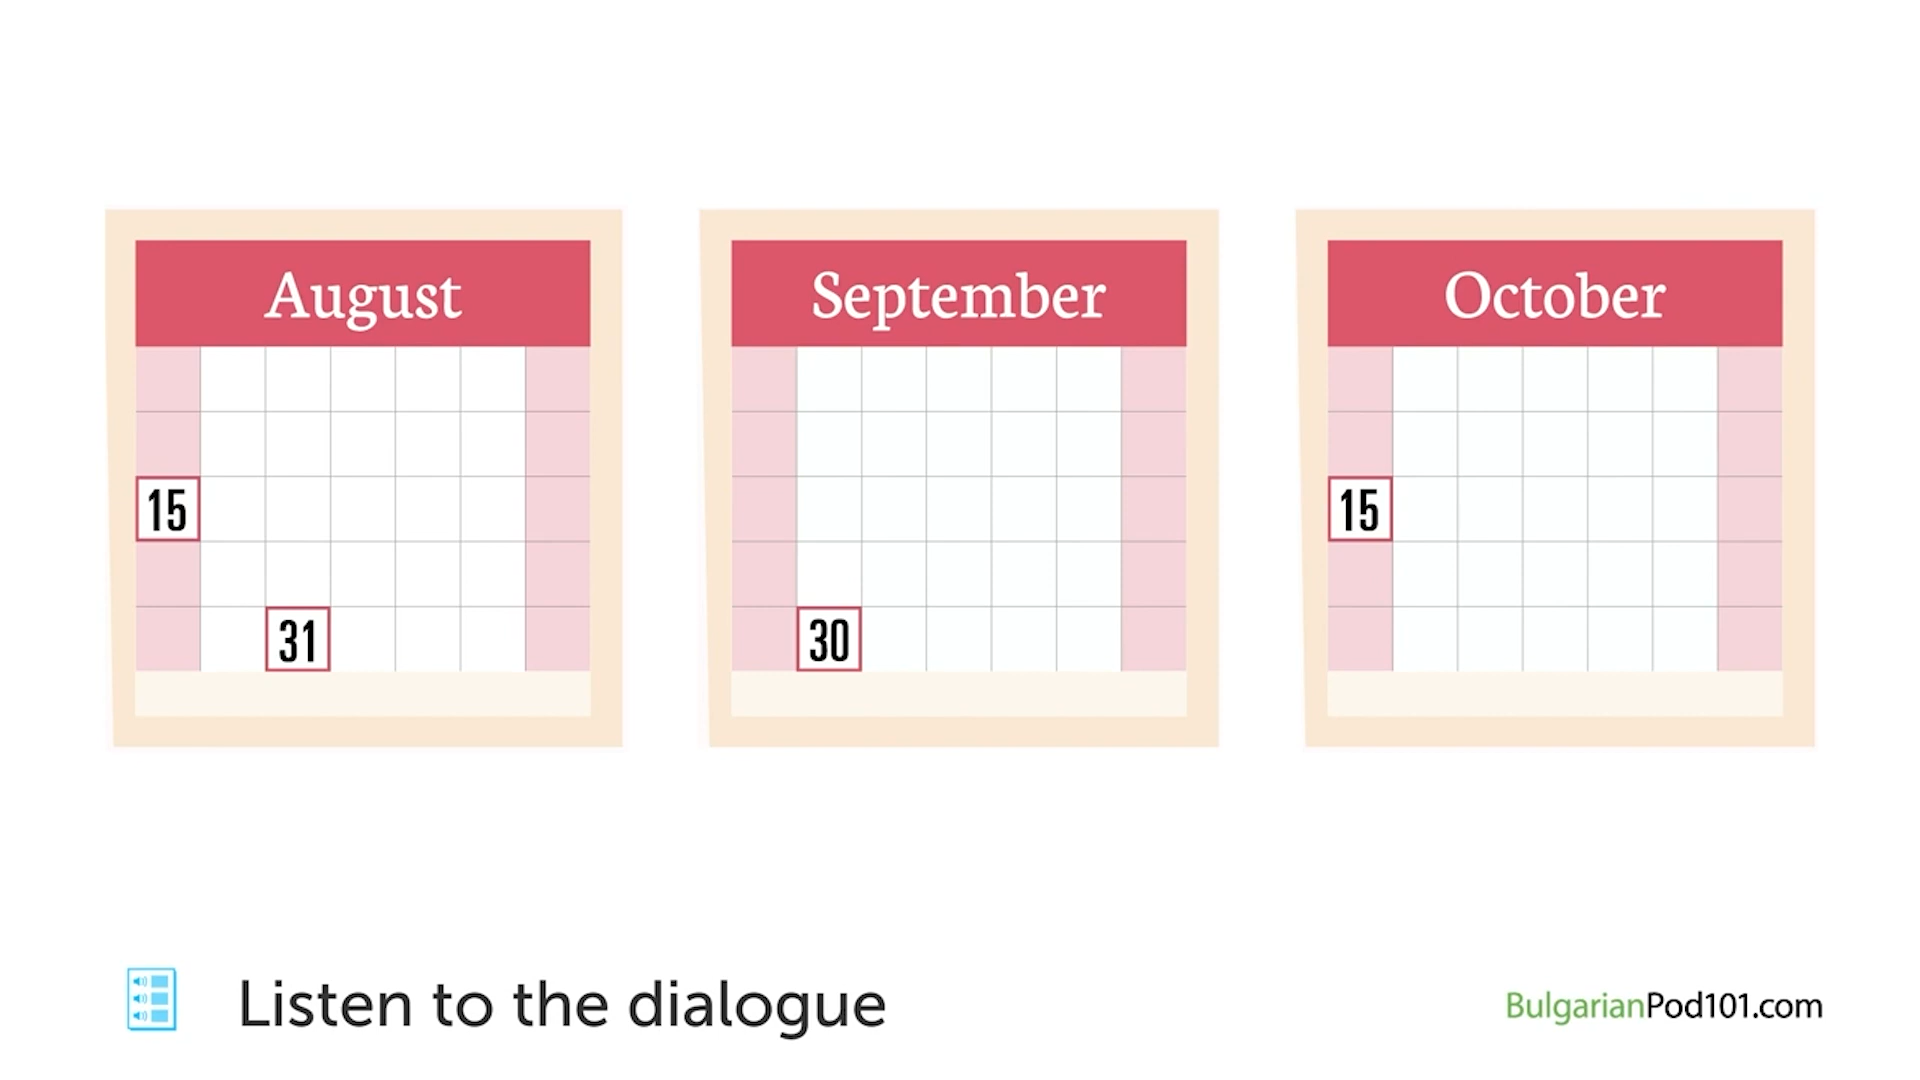 August
15
31
September
30
October
15
Listen to the dialogue
BulgarianPod101.com